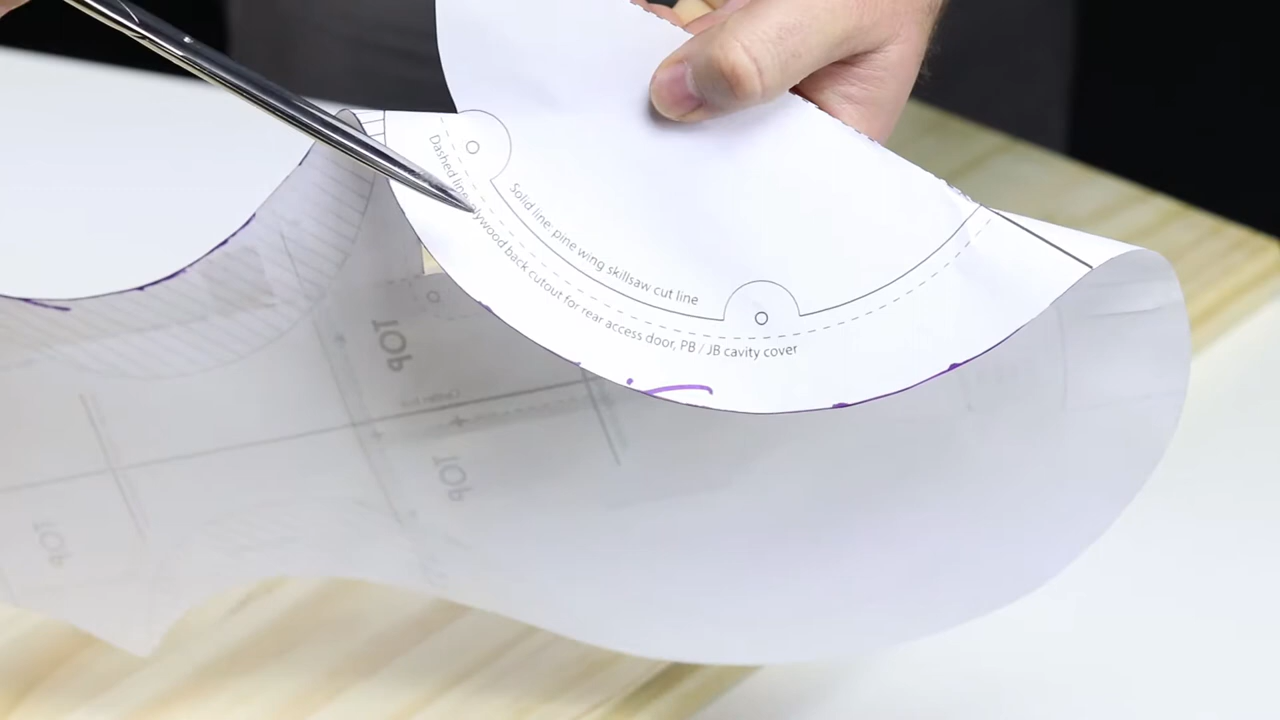 Solid line: pine wing skillsaw cut line
Dashed line: plywood back cutout for rear access door, PB / JB cavity cover
TOP
TOP
TOP